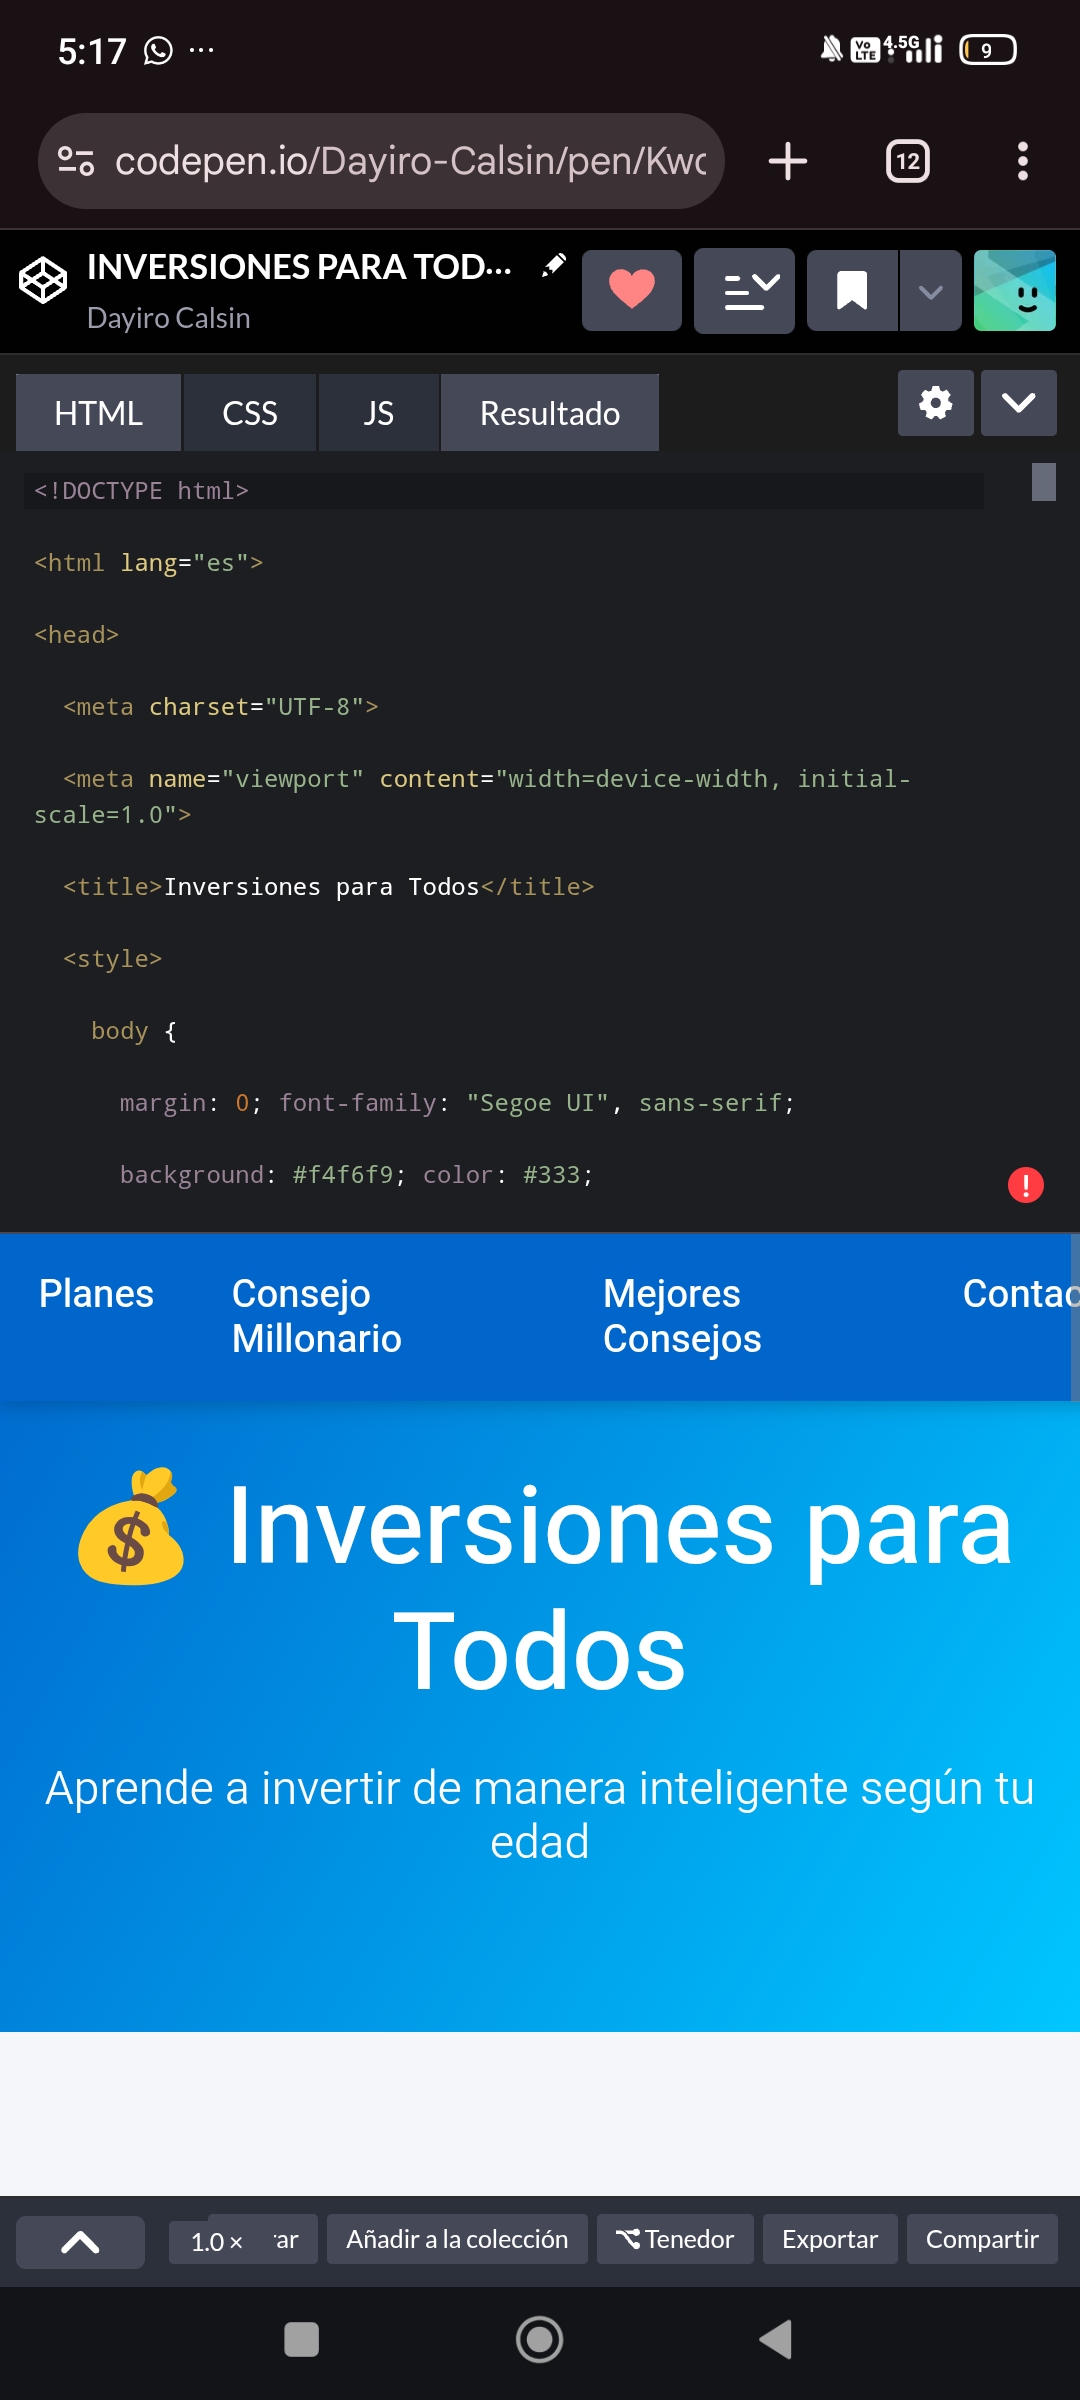 5:17
VoLTE 4.5G 9
codepen.io/Dayiro-Calsin/pen/Kwc
12
INVERSIONES PARA TOD...
Dayiro Calsin
HTML CSS JS Resultado
<!DOCTYPE html>
<html lang="es">
<head>
<meta charset="UTF-8">
<meta name="viewport" content="width=device-width, initial-
scale=1.0">
<title>Inversiones para Todos</title>
<style>
body {
margin: 0; font-family: "Segoe UI", sans-serif;
background: #f4f6f9; color: #333;
Planes Consejo Millonario Mejores Consejos Contac
💰 Inversiones para
Todos
Aprende a invertir de manera inteligente según tu
edad
1.0 × ar Añadir a la colección Tenedor Exportar Compartir